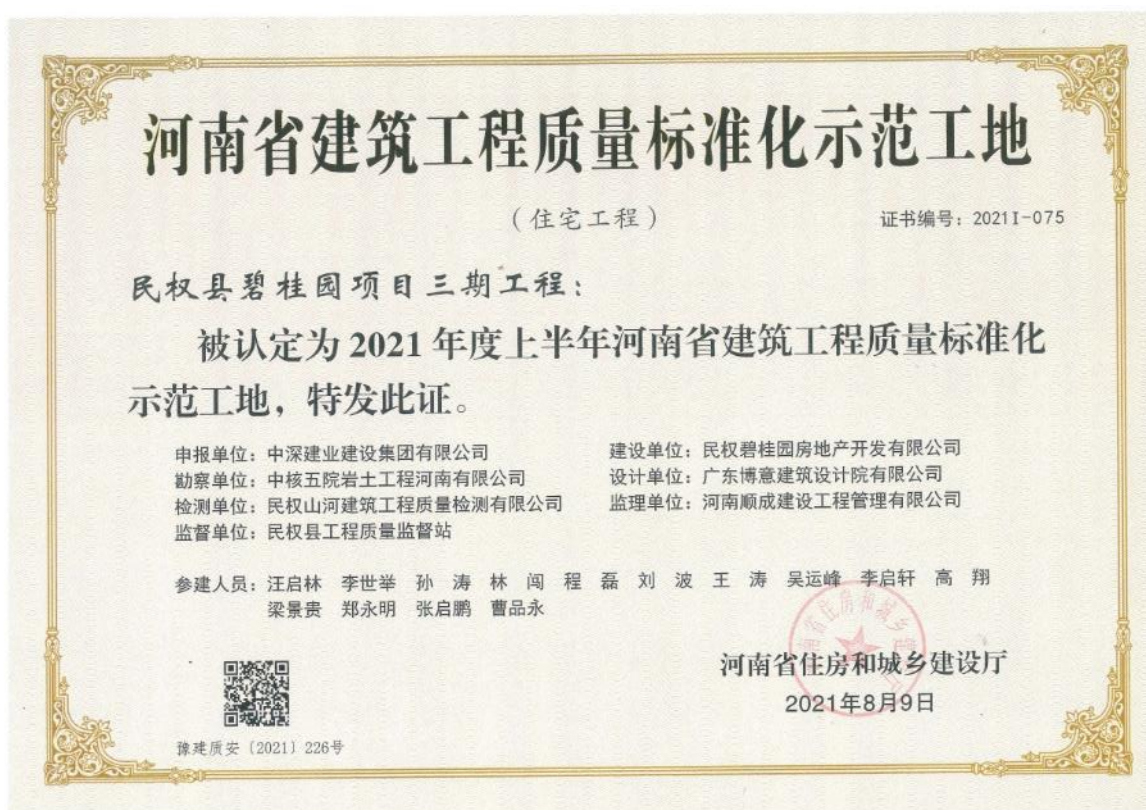 河南省建筑工程质量标准化示范工地
（住宅工程）
证书编号：2021I-075
民权县碧桂园项目三期工程：
被认定为2021年度上半年河南省建筑工程质量标准化
示范工地，特发此证。
申报单位：中深建业建设集团有限公司 建设单位：民权碧桂园房地产开发有限公司
勘察单位：中核五院岩土工程河南有限公司 设计单位：广东博意建筑设计院有限公司
检测单位：民权山河建筑工程质量检测有限公司 监理单位：河南顺成建设工程管理有限公司
监督单位：民权县工程质量监督站
参建人员：汪启林 李世举 孙涛 林闯 程磊 刘波 王涛 吴运峰 李启轩 高翔
梁景贵 郑永明 张启鹏 曹品永
河南省住房和城乡建设厅
2021年8月9日
豫建质安〔2021〕226号